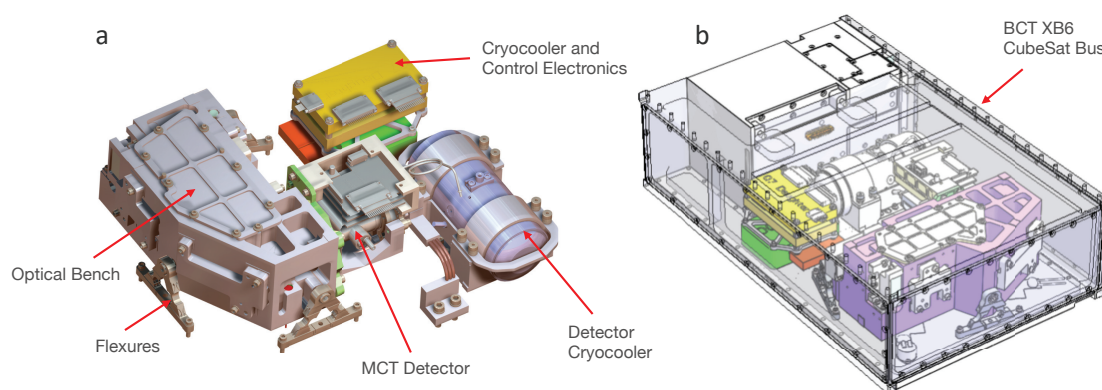 a
Cryocooler and
Control Electronics
Optical Bench
Flexures
MCT Detector
Detector
Cryocooler
b
BCT XB6
CubeSat Bus